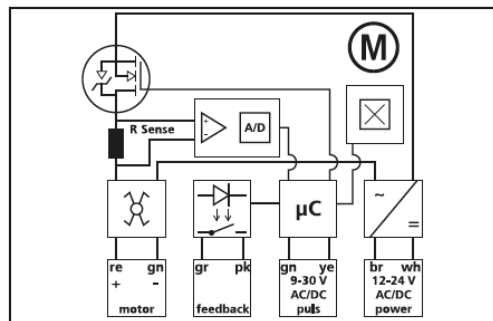 M
R Sense
+
-
A/D
µC
~
=
re gn
+ -
motor
gr pk
feedback
gn ye
9-30 V
AC/DC
puls
br wh
12-24 V
AC/DC
power